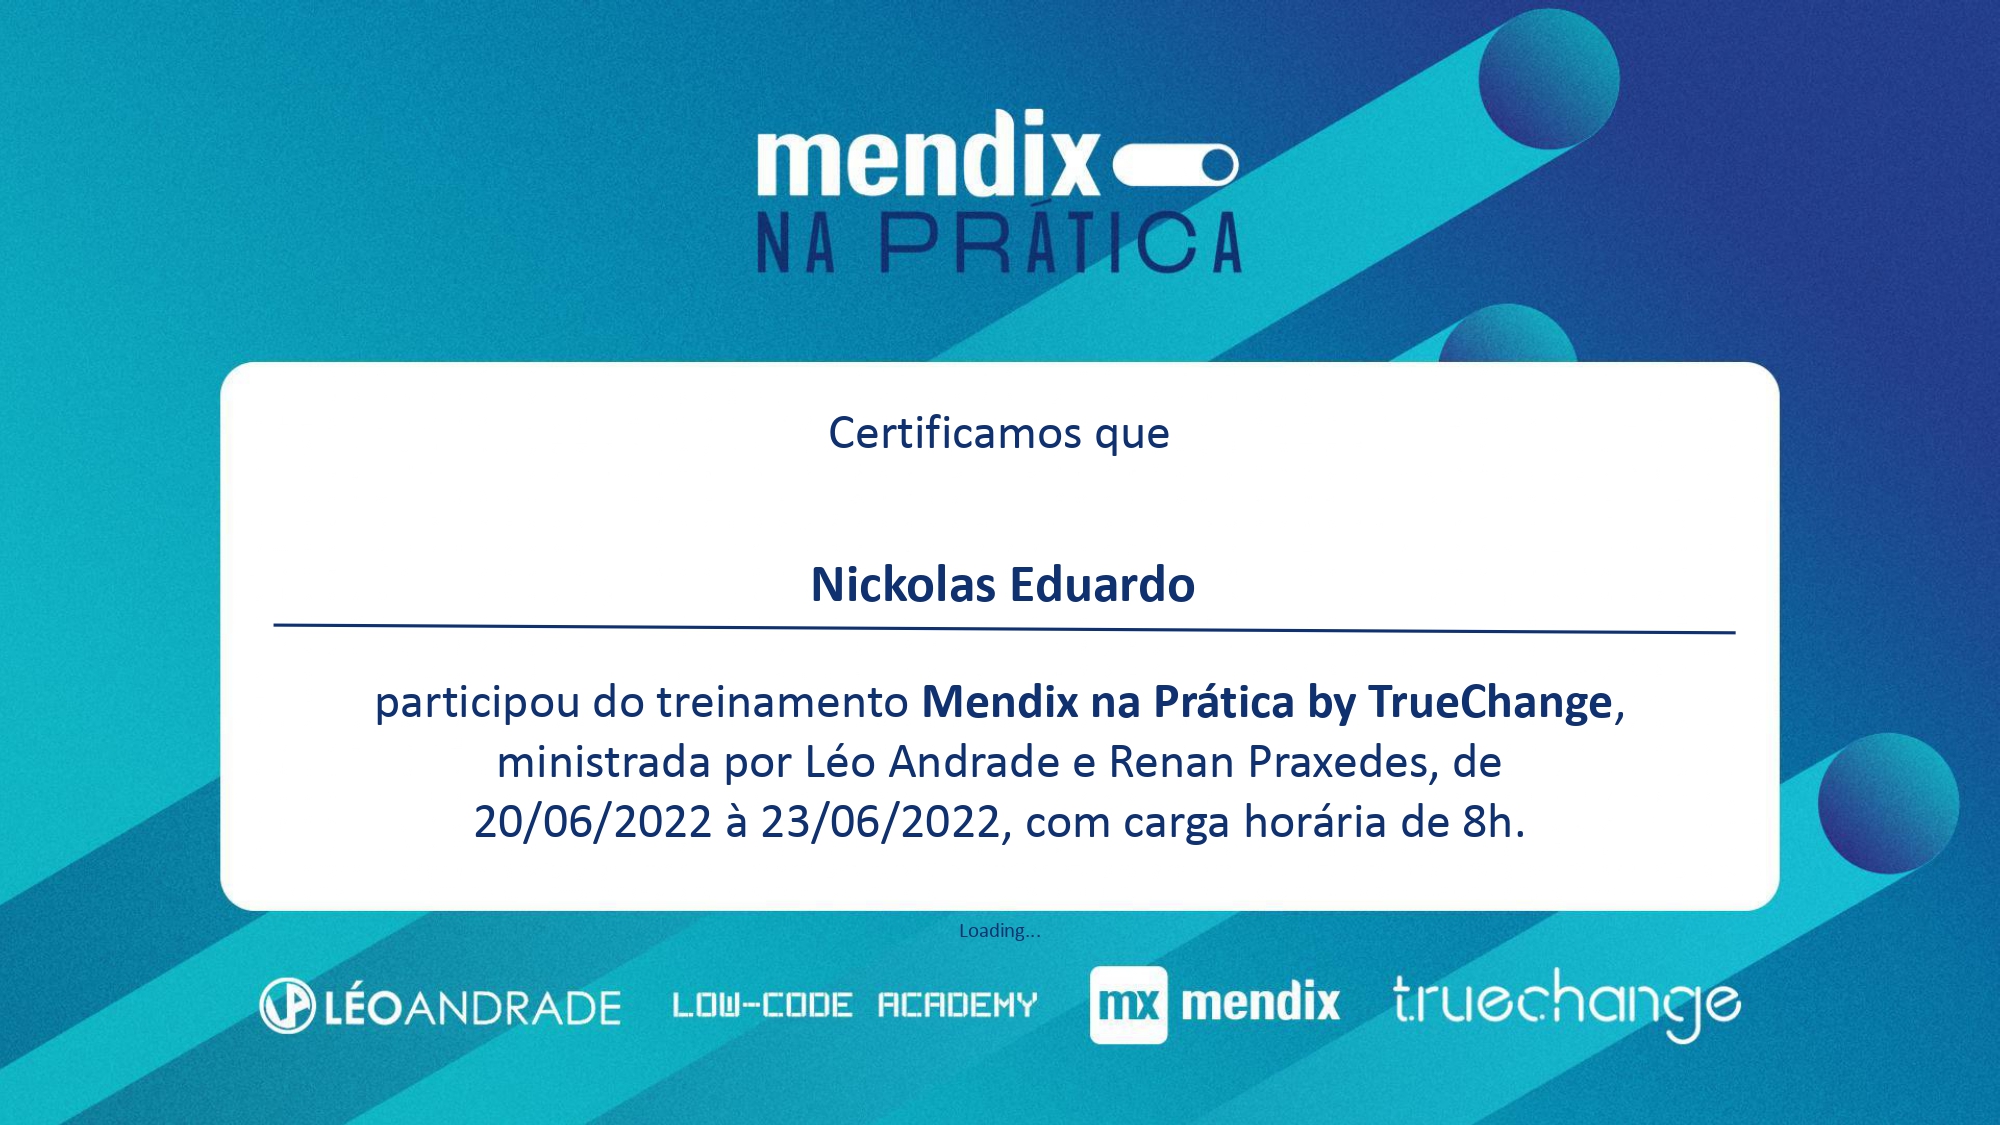 mendix
NA PRÁTICA
Certificamos que
Nickolas Eduardo
participou do treinamento Mendix na Prática by TrueChange,
ministrada por Léo Andrade e Renan Praxedes, de
20/06/2022 à 23/06/2022, com carga horária de 8h.
Loading...
LÉOANDRADE LOW-CODE ACADEMY mx mendix truechange